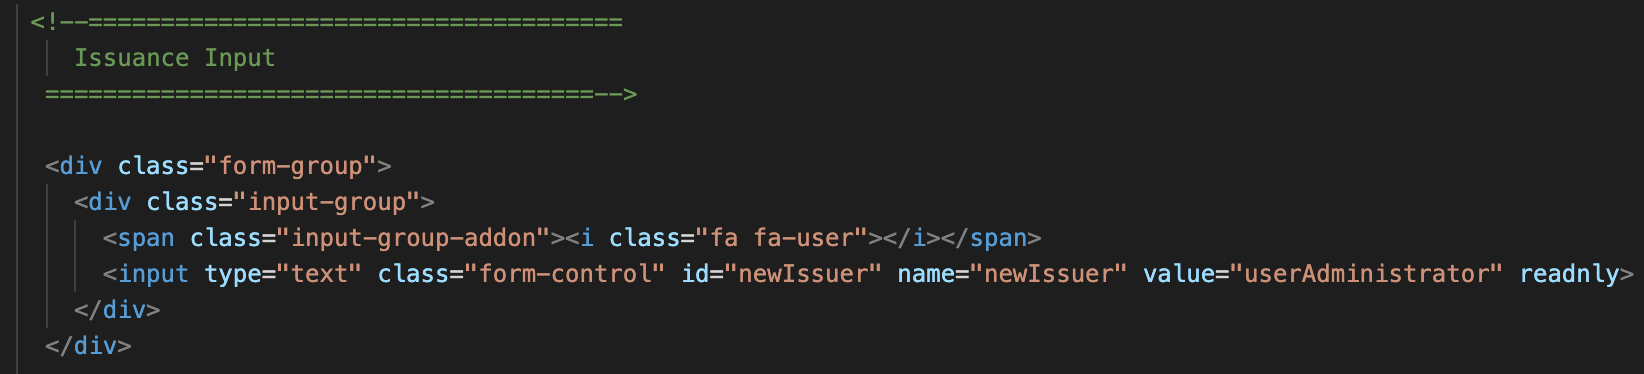 <!--=====================================
Issuance Input
======================================-->
<div class="form-group">
<div class="input-group">
<span class="input-group-addon"><i class="fa fa-user"></i></span>
<input type="text" class="form-control" id="newIssuer" name="newIssuer" value="userAdministrator" readnly>
</div>
</div>